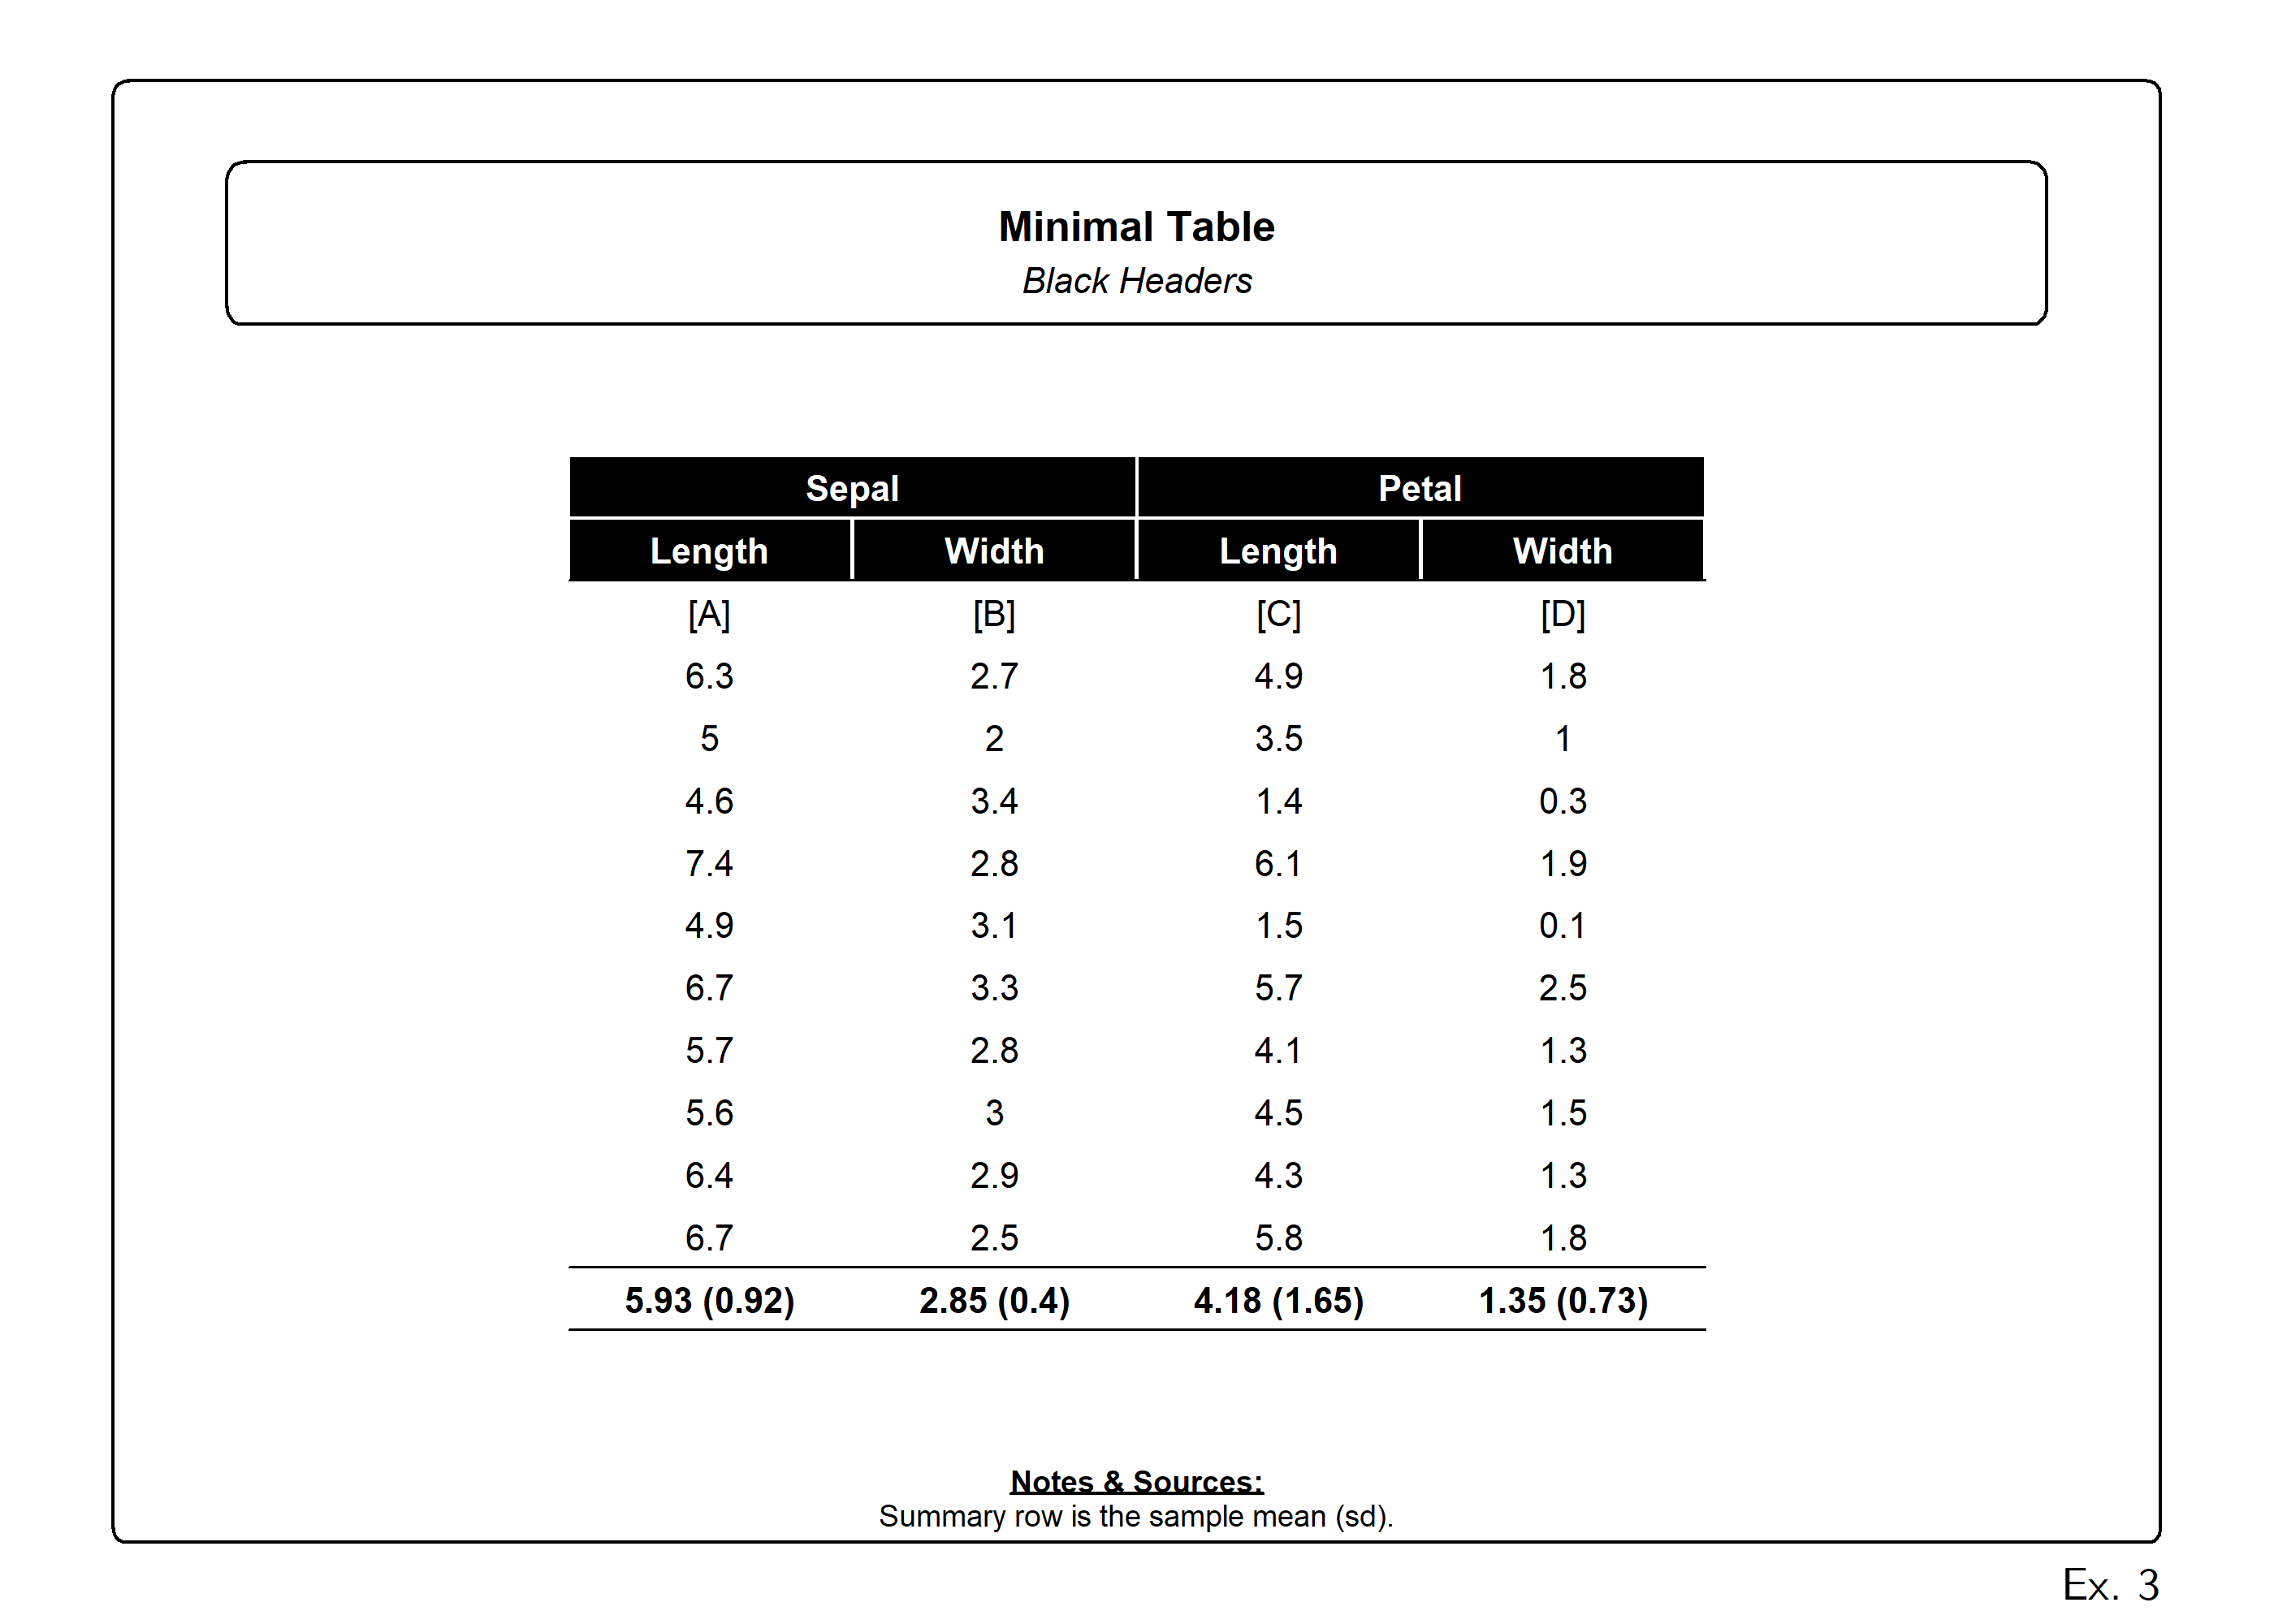 Minimal Table
Black Headers
Sepal Petal
Length Width Length Width
[A] [B] [C] [D]
6.3 2.7 4.9 1.8
5 2 3.5 1
4.6 3.4 1.4 0.3
7.4 2.8 6.1 1.9
4.9 3.1 1.5 0.1
6.7 3.3 5.7 2.5
5.7 2.8 4.1 1.3
5.6 3 4.5 1.5
6.4 2.9 4.3 1.3
6.7 2.5 5.8 1.8
5.93 (0.92) 2.85 (0.4) 4.18 (1.65) 1.35 (0.73)
Notes & Sources:
Summary row is the sample mean (sd).
Ex. 3